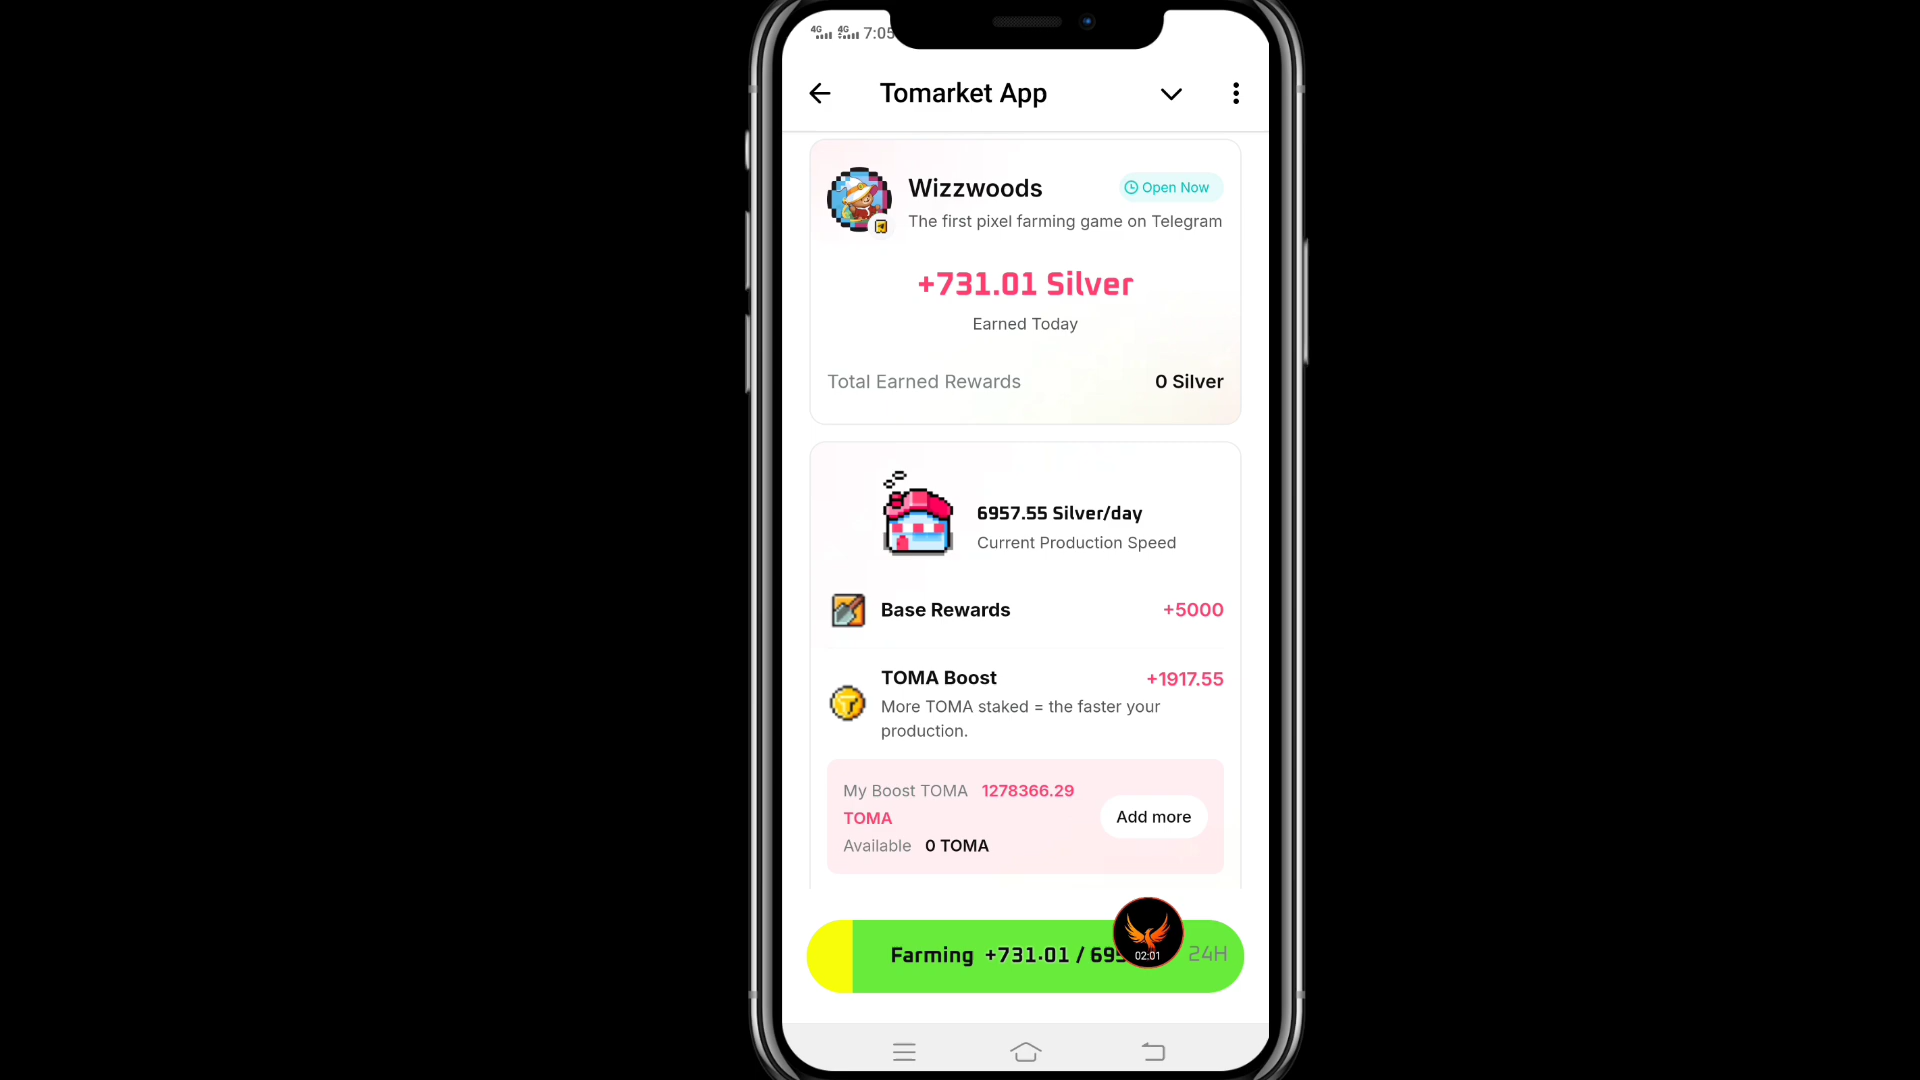 4G 4G 7:05
Tomarket App
Wizzwoods
Open Now
The first pixel farming game on Telegram
+731.01 Silver
Earned Today
Total Earned Rewards 0 Silver
6957.55 Silver/day
Current Production Speed
Base Rewards +5000
TOMA Boost +1917.55
More TOMA staked = the faster your
production.
My Boost TOMA 1278366.29
TOMA
Available 0 TOMA
Add more
Farming +731.01 / 24H
02:01